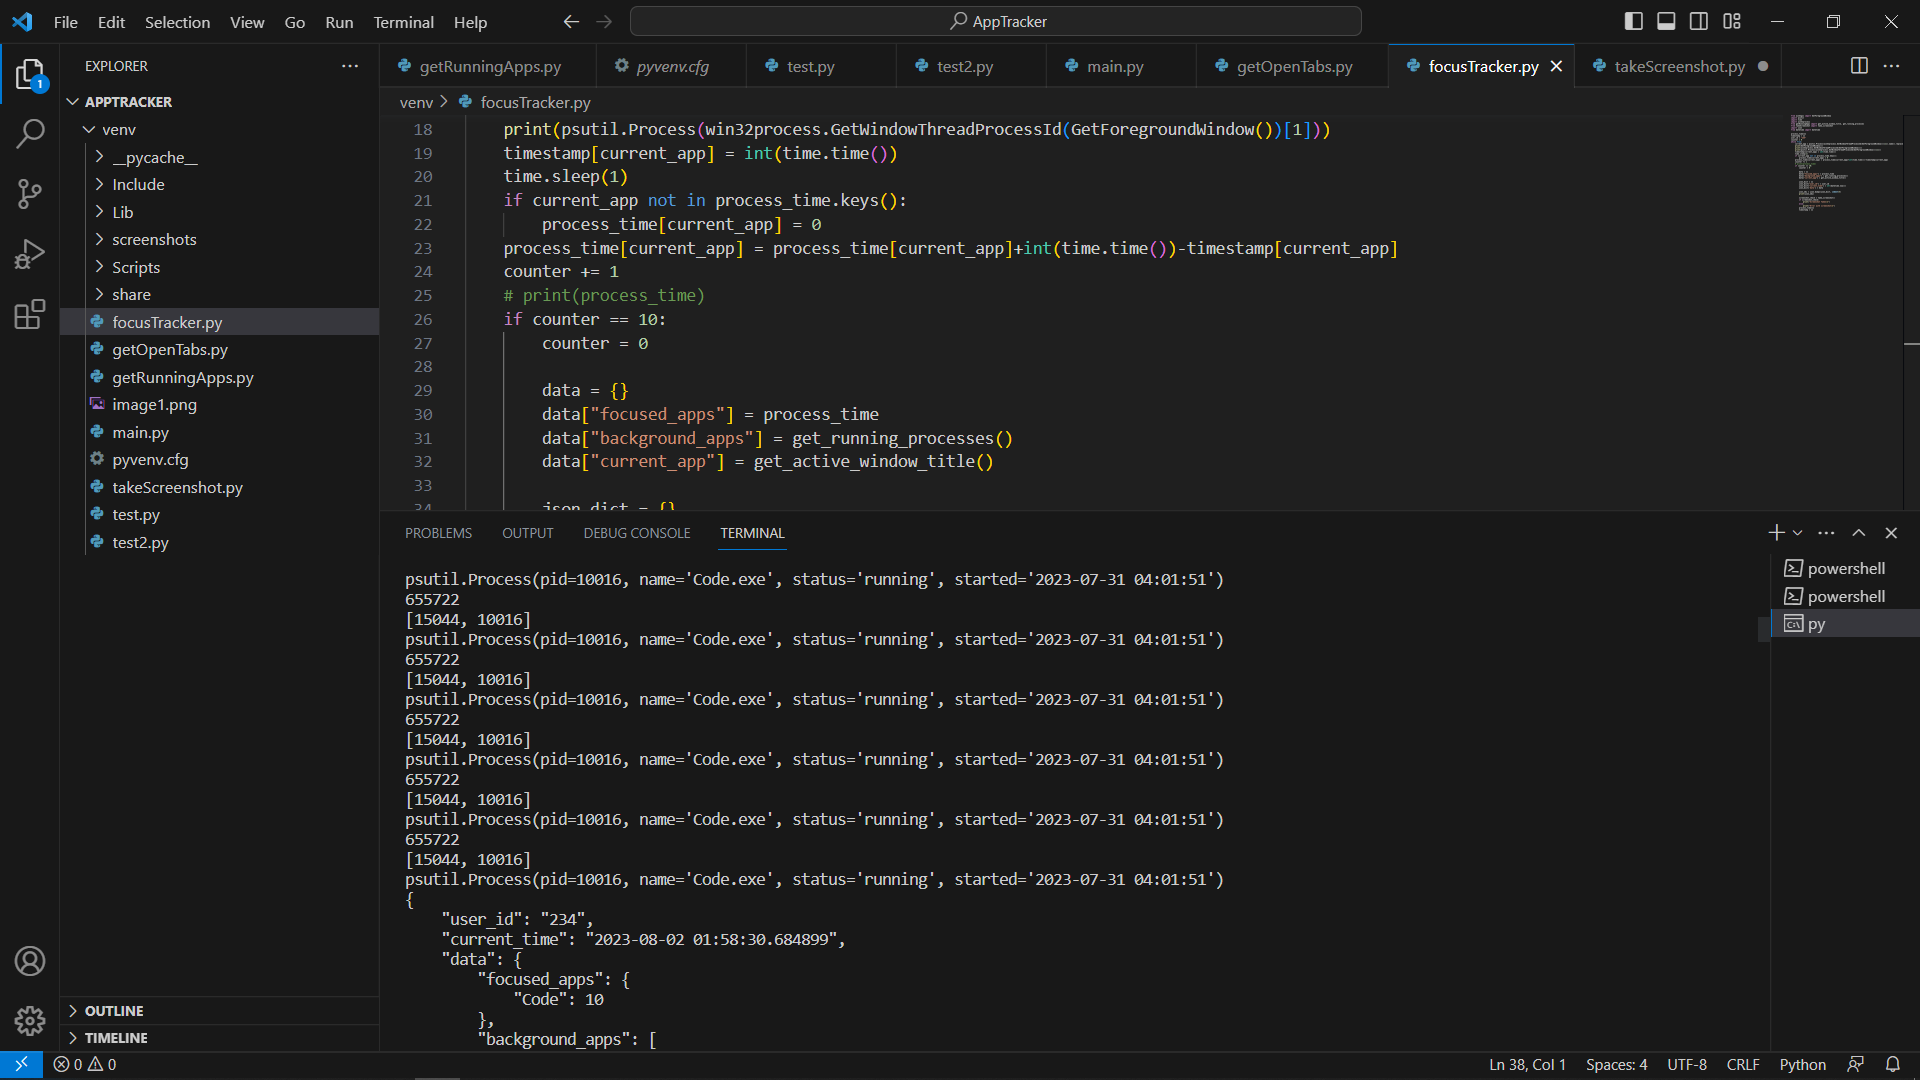 File Edit Selection View Go Run Terminal Help
AppTracker
EXPLORER
getRunningApps.py
pyvenv.cfg
test.py
test2.py
main.py
getOpenTabs.py
focusTracker.py
takeScreenshot.py
1
APPTRACKER
venv
__pycache__
Include
Lib
screenshots
Scripts
share
focusTracker.py
getOpenTabs.py
getRunningApps.py
image1.png
main.py
pyvenv.cfg
takeScreenshot.py
test.py
test2.py
OUTLINE
TIMELINE
venv > focusTracker.py
18 print(psutil.Process(win32process.GetWindowThreadProcessId(GetForegroundWindow())[1]))
19 timestamp[current_app] = int(time.time())
20 time.sleep(1)
21 if current_app not in process_time.keys():
22 process_time[current_app] = 0
23 process_time[current_app] = process_time[current_app]+int(time.time())-timestamp[current_app]
24 counter += 1
25 # print(process_time)
26 if counter == 10:
27 counter = 0
28
29 data = {}
30 data["focused_apps"] = process_time
31 data["background_apps"] = get_running_processes()
32 data["current_app"] = get_active_window_title()
33
34 json_dict = {}
PROBLEMS OUTPUT DEBUG CONSOLE TERMINAL
psutil.Process(pid=10016, name='Code.exe', status='running', started='2023-07-31 04:01:51')
655722
[15044, 10016]
psutil.Process(pid=10016, name='Code.exe', status='running', started='2023-07-31 04:01:51')
655722
[15044, 10016]
psutil.Process(pid=10016, name='Code.exe', status='running', started='2023-07-31 04:01:51')
655722
[15044, 10016]
psutil.Process(pid=10016, name='Code.exe', status='running', started='2023-07-31 04:01:51')
655722
[15044, 10016]
psutil.Process(pid=10016, name='Code.exe', status='running', started='2023-07-31 04:01:51')
655722
[15044, 10016]
psutil.Process(pid=10016, name='Code.exe', status='running', started='2023-07-31 04:01:51')
{
"user_id": "234",
"current_time": "2023-08-02 01:58:30.684899",
"data": {
"focused_apps": {
"Code": 10
},
"background_apps": [
powershell
powershell
py
0 0
Ln 38, Col 1 Spaces: 4 UTF-8 CRLF Python